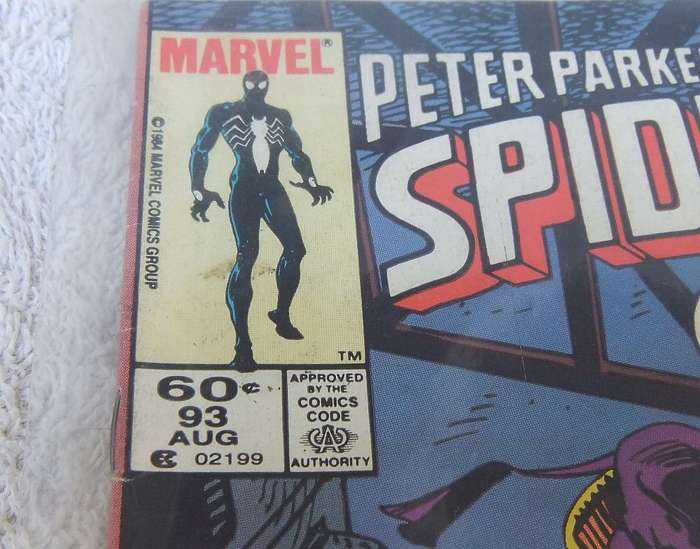 MARVEL®
©1984 MARVEL COMICS GROUP
TM
60¢
93
AUG
02199
APPROVED
BY THE
COMICS
CODE
AUTHORITY
PETER PARKE
SPID